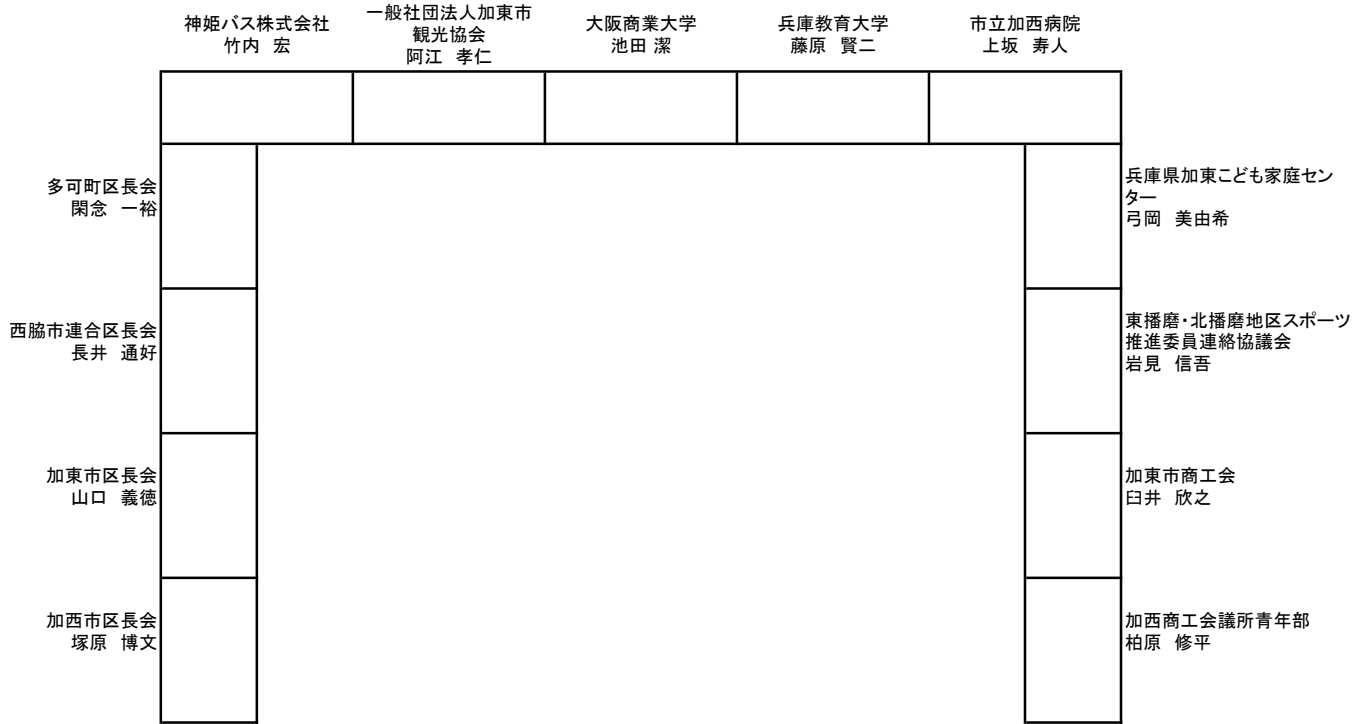 神姫バス株式会社
竹内 宏
一般社団法人加東市
観光協会
阿江 孝仁
大阪商業大学
池田 潔
兵庫教育大学
藤原 賢二
市立加西病院
上坂 寿人
多可町区長会
閑念 一裕
西脇市連合区長会
長井 通好
加東市区長会
山口 義徳
加西市区長会
塚原 博文
兵庫県加東こども家庭セン
ター
弓岡 美由希
東播磨・北播磨地区スポーツ
推進委員連絡協議会
岩見 信吾
加東市商工会
臼井 欣之
加西商工会議所青年部
柏原 修平